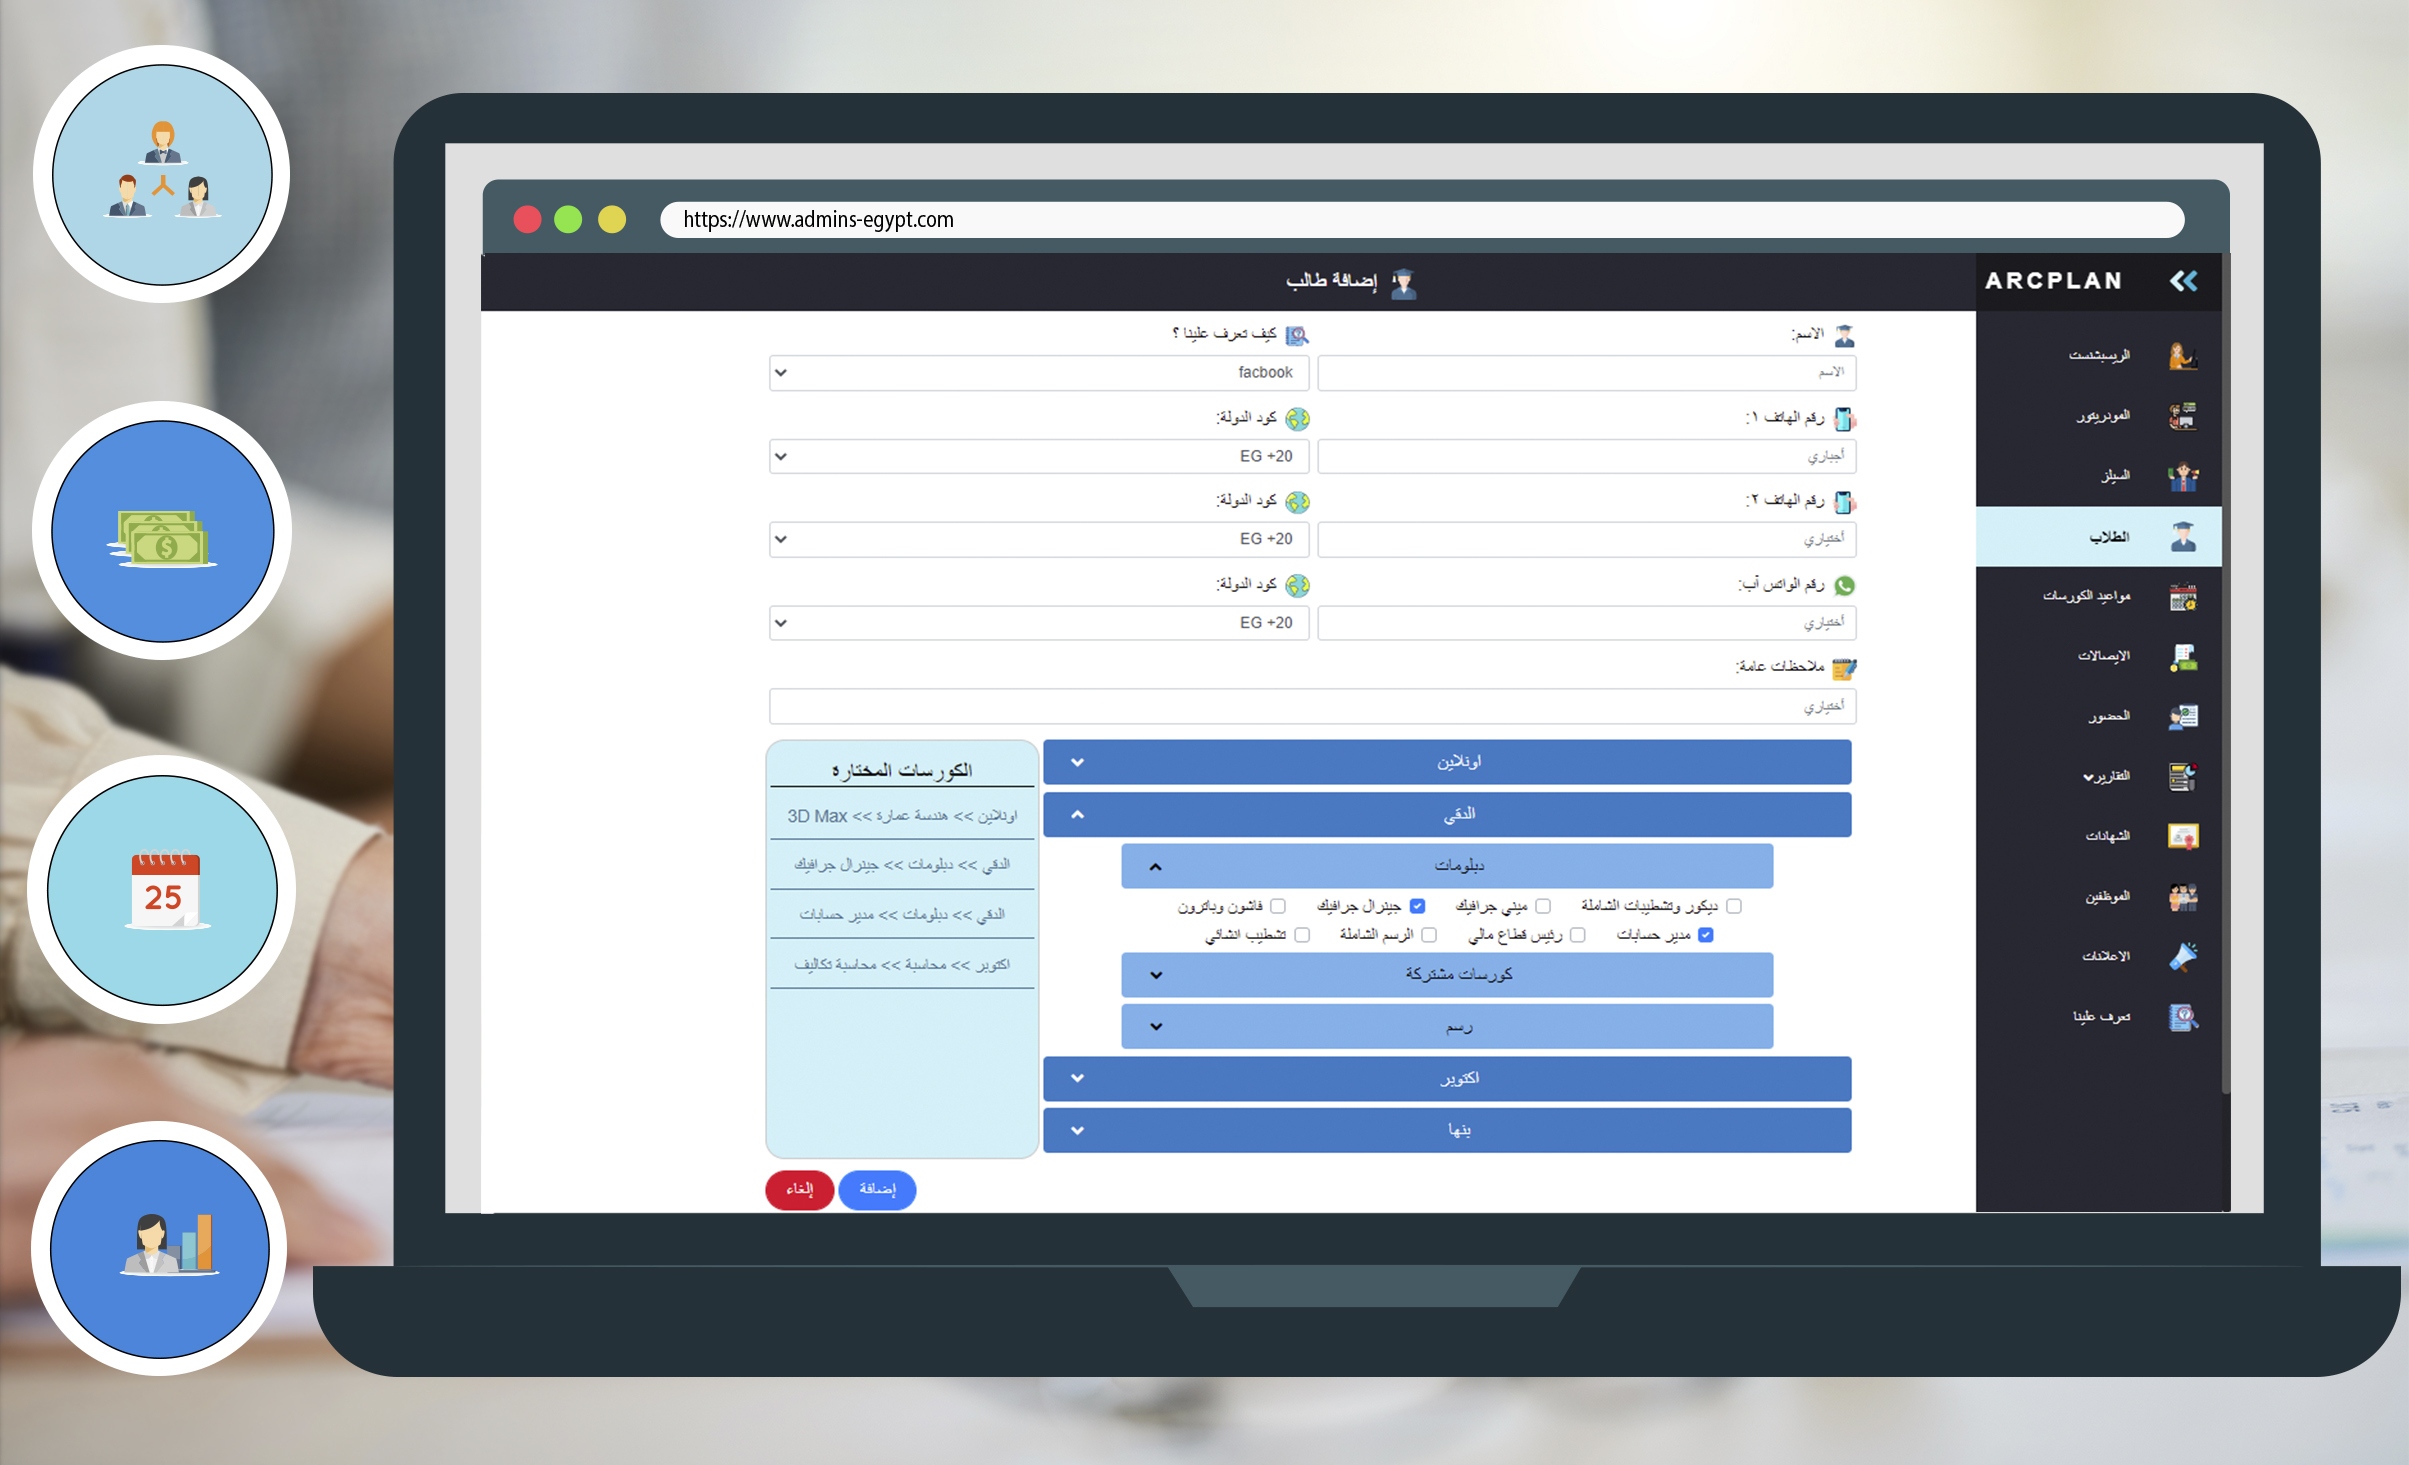 https://www.admins-egypt.com
ARCPLAN
إضافة طالب
الريسبشنست
المودريتور
السيلز
الطلاب
مواعيد الكورسات
الايصالات
الحضور
التقارير
الشهادات
الموظفين
الاعلانات
تعرف علينا
الاسم: كيف تعرف علينا ؟
الاسم facbook
رقم الهاتف ١: كود الدولة:
أجباري EG +20
رقم الهاتف ٢: كود الدولة:
أختياري EG +20
رقم الواتس أب: كود الدولة:
أختياري EG +20
ملاحظات عامة:
أختياري
اونلاين
الدقي
دبلومات
ديكور وتشطيبات الشاملة ميني جرافيك جينرال جرافيك فاشون وباترون
مدير حسابات رئيس قطاع مالي الرسم الشاملة تشطيب انشائي
كورسات مشتركة
رسم
اكتوبر
بنها
الكورسات المختارة
اونلاين >> هندسة عمارة >> 3D Max
الدقي >> دبلومات >> جينرال جرافيك
الدقي >> دبلومات >> مدير حسابات
اكتوبر >> محاسبة >> محاسبة تكاليف
إضافة إلغاء
25